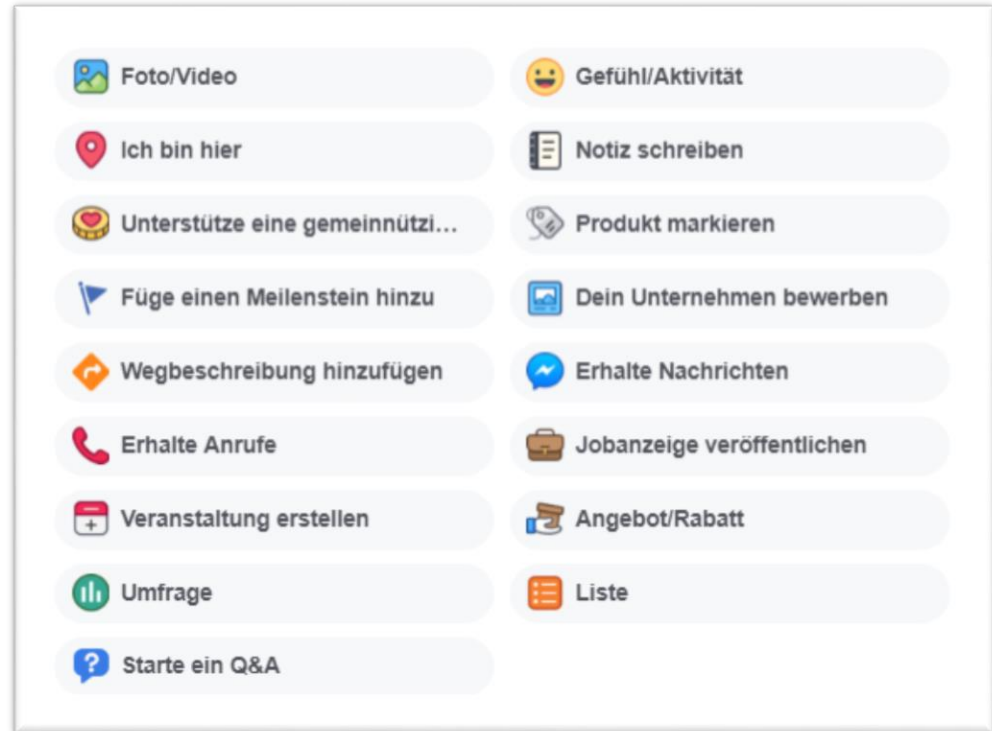 Foto/Video
Gefühl/Aktivität
Ich bin hier
Notiz schreiben
Unterstütze eine gemeinnützi...
Produkt markieren
Füge einen Meilenstein hinzu
Dein Unternehmen bewerben
Wegbeschreibung hinzufügen
Erhalte Nachrichten
Erhalte Anrufe
Jobanzeige veröffentlichen
Veranstaltung erstellen
Angebot/Rabatt
Umfrage
Liste
Starte ein Q&A